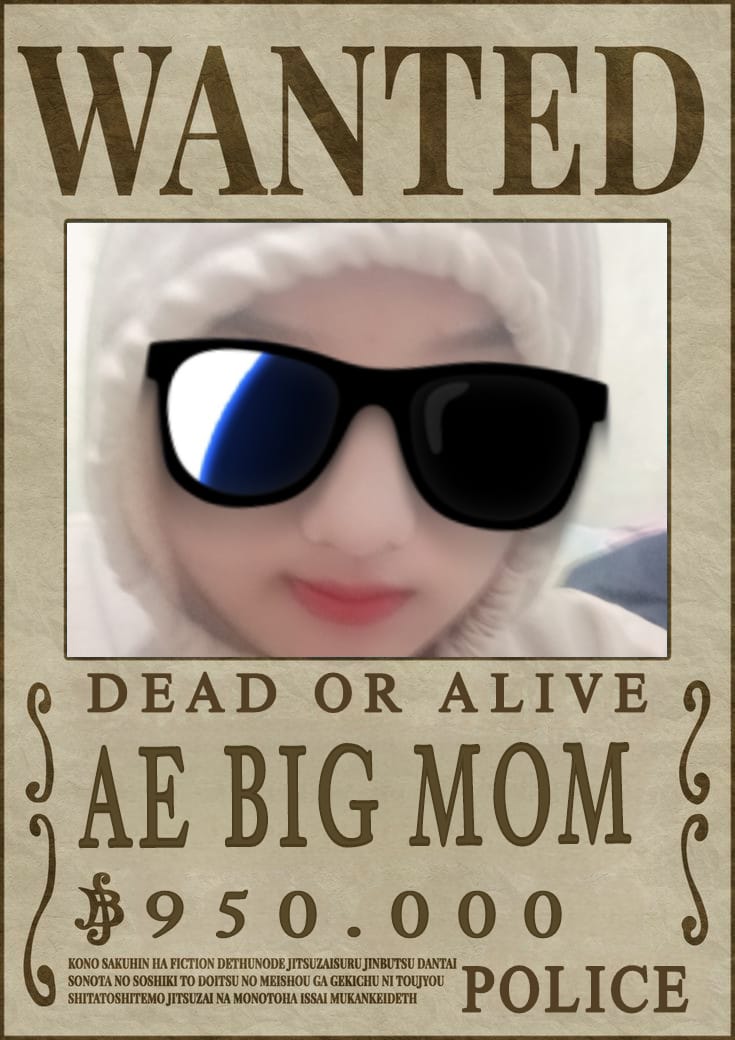 WANTED
DEAD OR ALIVE
AE BIG MOM
฿950.000
KONO SAKUHIN HA FICTION DETHUNODE JITSUZAISURU JINBUTSU DANTAI
SONOTA NO SOSHIKI TO DOITSU NO MEISHOU GA GEKICHU NI TOUJYOU
SHITATOSHITEMO JITSUZAI NA MONOTOHA ISSAI MUKANKEIDETH
POLICE